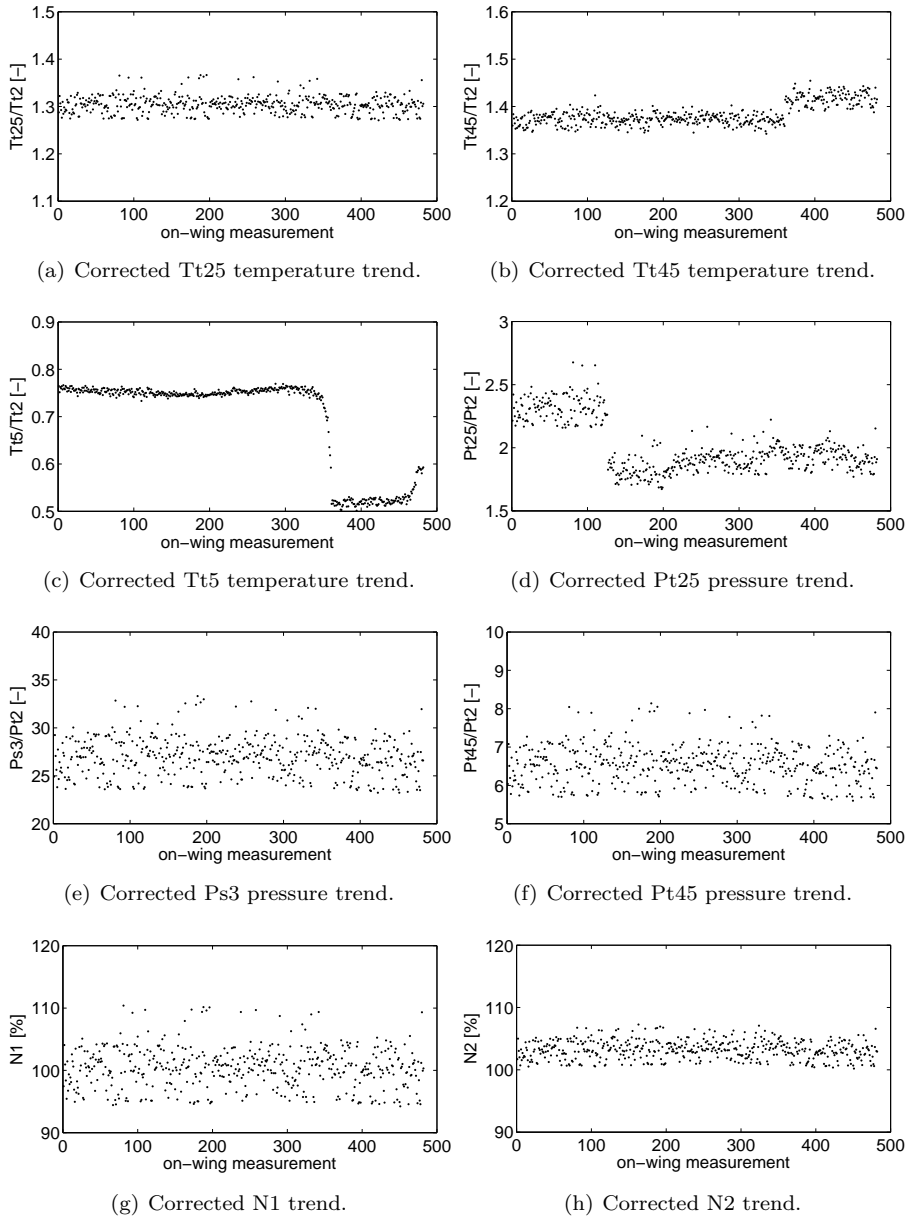 1.5
1.4
1.3
1.2
1.1
Tt25/Tt2 [−]
0 100 200 300 400 500
on−wing measurement
(a) Corrected Tt25 temperature trend.
1.6
1.5
1.4
1.3
1.2
Tt45/Tt2 [−]
0 100 200 300 400 500
on−wing measurement
(b) Corrected Tt45 temperature trend.
0.9
0.8
0.7
0.6
0.5
Tt5/Tt2 [−]
0 100 200 300 400 500
on−wing measurement
(c) Corrected Tt5 temperature trend.
3
2.5
2
1.5
Pt25/Pt2 [−]
0 100 200 300 400 500
on−wing measurement
(d) Corrected Pt25 pressure trend.
40
35
30
25
20
Ps3/Pt2 [−]
0 100 200 300 400 500
on−wing measurement
(e) Corrected Ps3 pressure trend.
10
9
8
7
6
5
Pt45/Pt2 [−]
0 100 200 300 400 500
on−wing measurement
(f) Corrected Pt45 pressure trend.
120
110
100
90
N1 [%]
0 100 200 300 400 500
on−wing measurement
(g) Corrected N1 trend.
120
110
100
90
N2 [%]
0 100 200 300 400 500
on−wing measurement
(h) Corrected N2 trend.